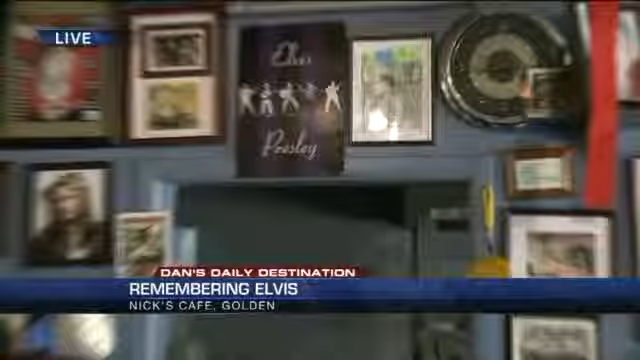 LIVE
Elvis
Presley
DAN'S DAILY DESTINATION
REMEMBERING ELVIS
NICK'S CAFE, GOLDEN